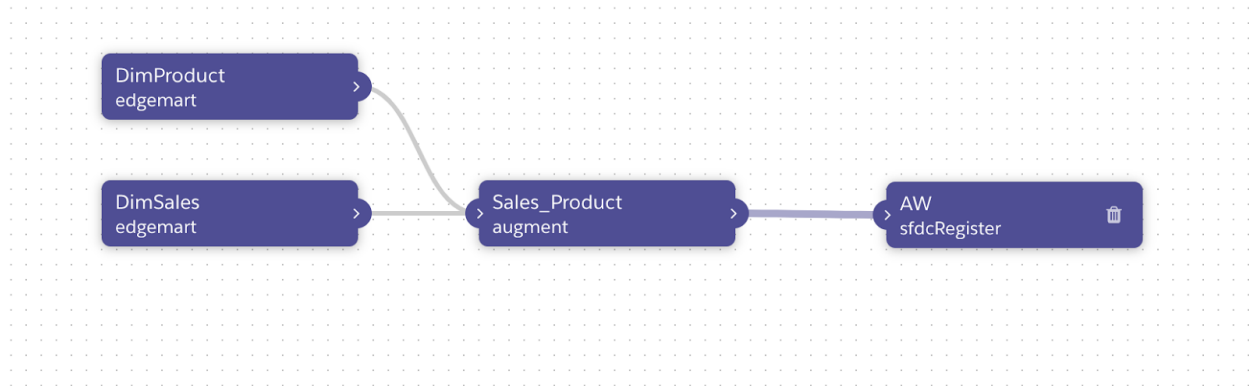 DimProduct
edgemart
DimSales
edgemart
Sales_Product
augment
AW
sfdcRegister